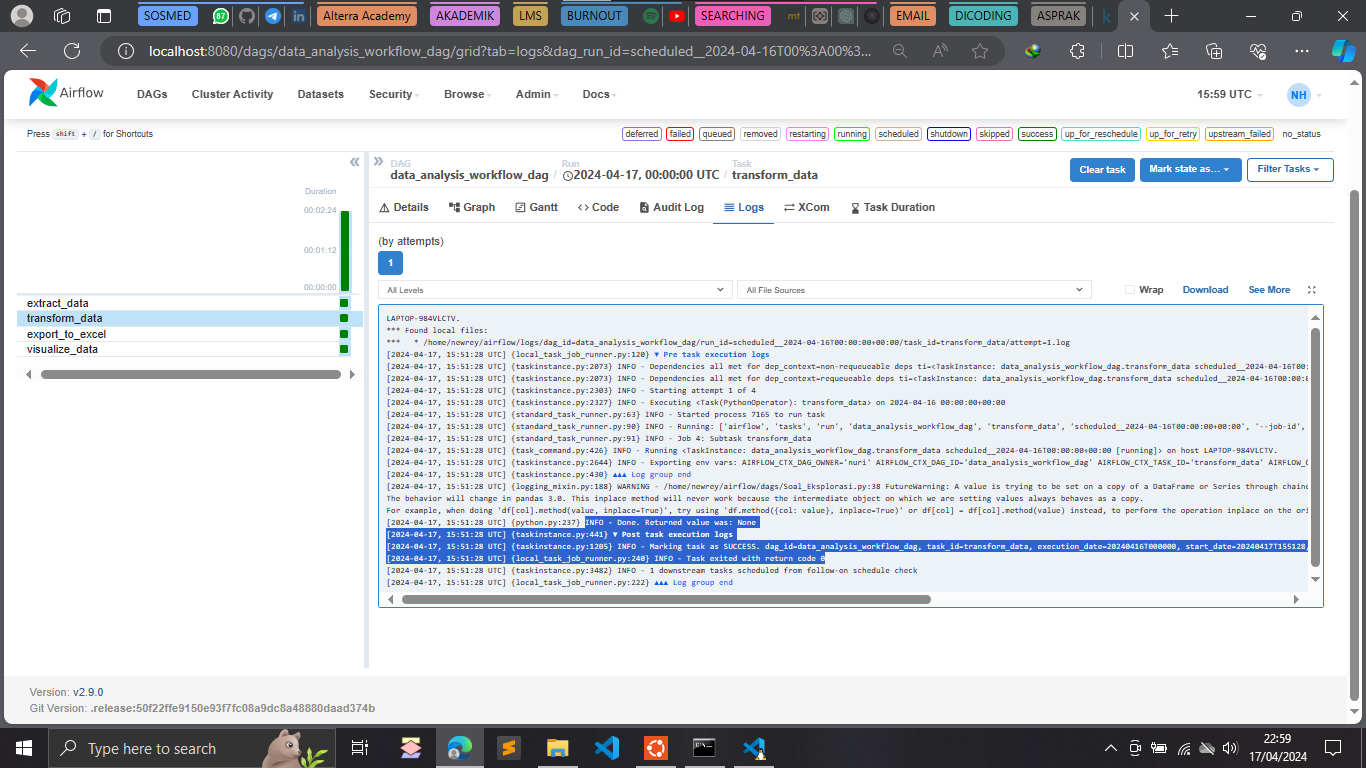 SOSMED
87
Alterra Academy
AKADEMIK
LMS
BURNOUT
SEARCHING
mt
EMAIL
DICODING
ASPRAK
localhost:8080/dags/data_analysis_workflow_dag/grid?tab=logs&dag_run_id=scheduled__2024-04-16T00%3A00%3...
Airflow
DAGs
Cluster Activity
Datasets
Security
Browse
Admin
Docs
15:59 UTC
NH
Press shift + / for Shortcuts
deferred
failed
queued
removed
restarting
running
scheduled
shutdown
skipped
success
up_for_reschedule
up_for_retry
upstream_failed
no_status
Duration
00:02:24
00:01:12
00:00:00
extract_data
transform_data
export_to_excel
visualize_data
DAG
data_analysis_workflow_dag /
Run
2024-04-17, 00:00:00 UTC /
Task
transform_data
Clear task
Mark state as...
Filter Tasks
Details
Graph
Gantt
Code
Audit Log
Logs
XCom
Task Duration
(by attempts)
1
All Levels
All File Sources
Wrap
Download
See More
LAPTOP-984VLCTV.
*** Found local files:
***   * /home/newrey/airflow/logs/dag_id=data_analysis_workflow_dag/run_id=scheduled__2024-04-16T00:00:00+00:00/task_id=transform_data/attempt=1.log
[2024-04-17, 15:51:28 UTC] {local_task_job_runner.py:120} ▼ Pre task execution logs
[2024-04-17, 15:51:28 UTC] {taskinstance.py:2073} INFO - Dependencies all met for dep_context=non-requeueable deps ti=<TaskInstance: data_analysis_workflow_dag.transform_data scheduled__2024-04-16T00:
[2024-04-17, 15:51:28 UTC] {taskinstance.py:2073} INFO - Dependencies all met for dep_context=requeueable deps ti=<TaskInstance: data_analysis_workflow_dag.transform_data scheduled__2024-04-16T00:00:
[2024-04-17, 15:51:28 UTC] {taskinstance.py:2303} INFO - Starting attempt 1 of 4
[2024-04-17, 15:51:28 UTC] {taskinstance.py:2327} INFO - Executing <Task(PythonOperator): transform_data> on 2024-04-16 00:00:00+00:00
[2024-04-17, 15:51:28 UTC] {standard_task_runner.py:63} INFO - Started process 7165 to run task
[2024-04-17, 15:51:28 UTC] {standard_task_runner.py:90} INFO - Running: ['airflow', 'tasks', 'run', 'data_analysis_workflow_dag', 'transform_data', 'scheduled__2024-04-16T00:00:00+00:00', '--job-id',
[2024-04-17, 15:51:28 UTC] {standard_task_runner.py:91} INFO - Job 4: Subtask transform_data
[2024-04-17, 15:51:28 UTC] {task_command.py:426} INFO - Running <TaskInstance: data_analysis_workflow_dag.transform_data scheduled__2024-04-16T00:00:00+00:00 [running]> on host LAPTOP-984VLCTV.
[2024-04-17, 15:51:28 UTC] {taskinstance.py:2644} INFO - Exporting env vars: AIRFLOW_CTX_DAG_OWNER='nuri' AIRFLOW_CTX_DAG_ID='data_analysis_workflow_dag' AIRFLOW_CTX_TASK_ID='transform_data' AIRFLOW_
[2024-04-17, 15:51:28 UTC] {taskinstance.py:430} ▲▲▲ Log group end
[2024-04-17, 15:51:28 UTC] {logging_mixin.py:188} WARNING - /home/newrey/airflow/dags/Soal_Eksplorasi.py:38 FutureWarning: A value is trying to be set on a copy of a DataFrame or Series through
The behavior will change in pandas 3.0. This inplace method will never work because the intermediate object on which we are setting values always behaves as a copy.
For example, when doing 'df[col].method(value, inplace=True)', try using 'df.method({col: value}, inplace=True)' or df[col] = df[col].method(value) instead, to perform the operation inplace on the
[2024-04-17, 15:51:28 UTC] {python.py:237} INFO - Done. Returned value was: None
[2024-04-17, 15:51:28 UTC] {taskinstance.py:441} ▼ Post task execution logs
[2024-04-17, 15:51:28 UTC] {taskinstance.py:1205} INFO - Marking task as SUCCESS. dag_id=data_analysis_workflow_dag, task_id=transform_data, execution_date=20240416T000000, start_date=20240417T155128,
[2024-04-17, 15:51:28 UTC] {local_task_job_runner.py:240} INFO - Task exited with return code 0
[2024-04-17, 15:51:28 UTC] {taskinstance.py:3482} INFO - 1 downstream tasks scheduled from follow-on schedule check
[2024-04-17, 15:51:28 UTC] {local_task_job_runner.py:222} ▲▲▲ Log group end
Version: v2.9.0
Git Version: .release:50f22ffe9150e93f7fc08a9dc8a48880daad374b
Type here to search
22:59
17/04/2024